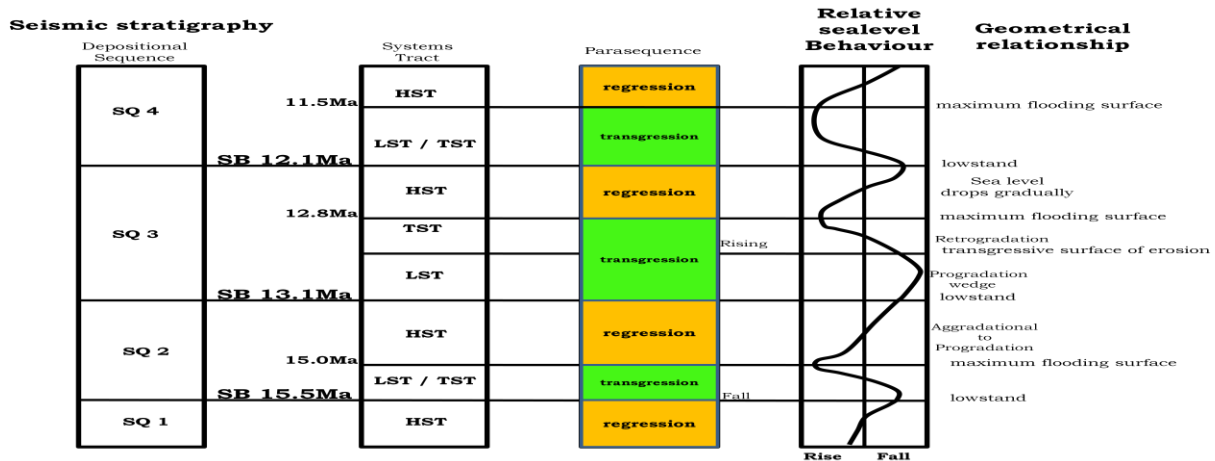 Seismic stratigraphy
Depositional
Sequence
Systems
Tract
Parasequence
Relative
sealevel
Behaviour
Geometrical
relationship
HST
regression
SQ 4
11.5Ma
maximum flooding surface
LST / TST
transgression
SB 12.1Ma
lowstand
HST
regression
Sea level
drops gradually
12.8Ma
maximum flooding surface
SQ 3
TST
Rising
Retrogradation
transgressive surface of erosion
transgression
LST
Progradation
wedge
SB 13.1Ma
lowstand
HST
regression
Aggradational
to
Progradation
SQ 2
15.0Ma
maximum flooding surface
LST / TST
transgression
SB 15.5Ma
Fall
lowstand
SQ 1
HST
regression
Rise
Fall